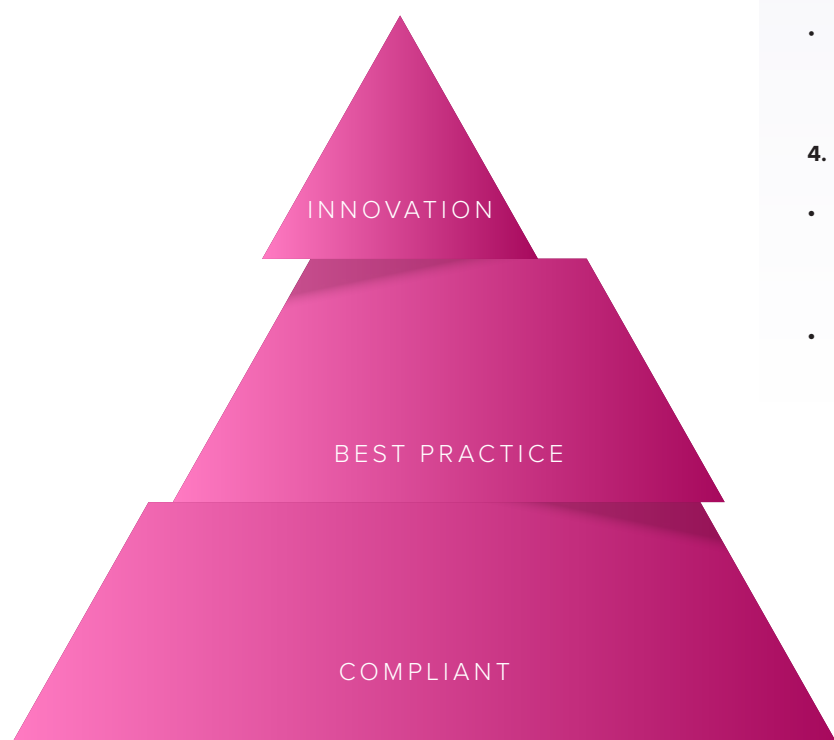 •
4.
INNOVATION
•
•
BEST PRACTICE
COMPLIANT